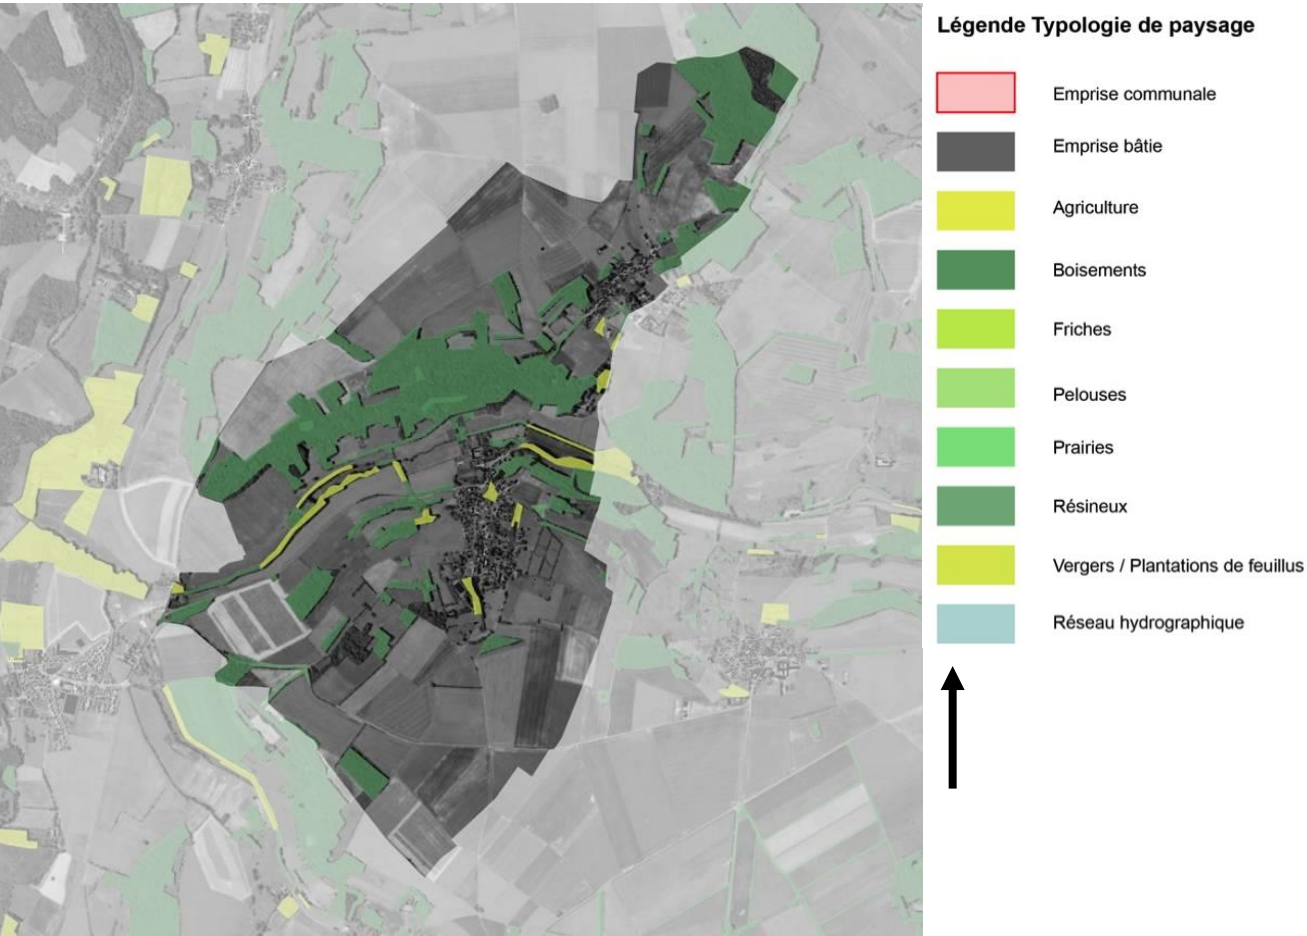 Légende Typologie de paysage
Emprise communale
Emprise bâtie
Agriculture
Boisements
Friches
Pelouses
Prairies
Résineux
Vergers / Plantations de feuillus
Réseau hydrographique